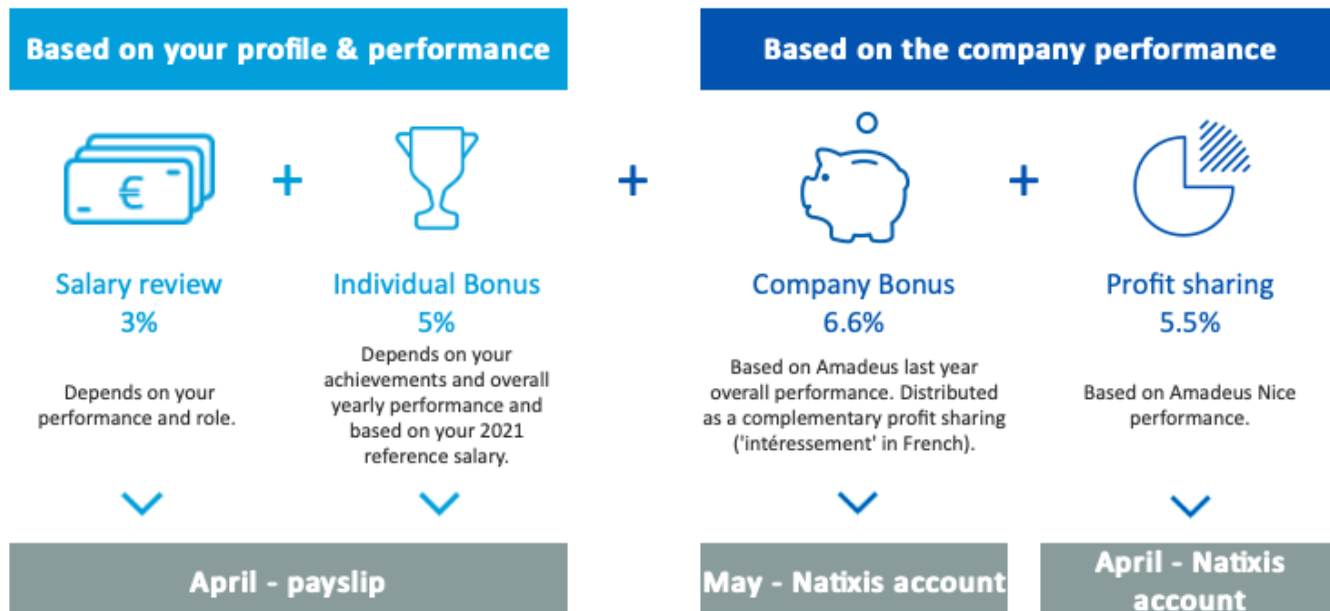 Based on your profile & performance
Based on the company performance
€
Salary review
3%
Depends on your
performance and role.
Individual Bonus
5%
Depends on your
achievements and overall
yearly performance and
based on your 2021
reference salary.
Company Bonus
6.6%
Based on Amadeus last year
overall performance. Distributed
as a complementary profit sharing
('intéressement' in French).
Profit sharing
5.5%
Based on Amadeus Nice
performance.
April - payslip
May - Natixis account
April - Natixis
account